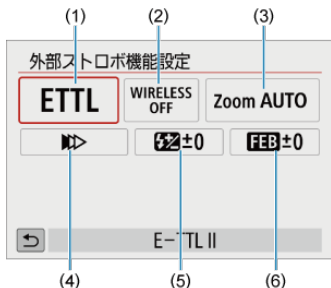 (1) (2) (3)
外部ストロボ機能設定
ETTL WIRELESS OFF Zoom AUTO
±0 FEB±0
E-TTL II
(4) (5) (6)